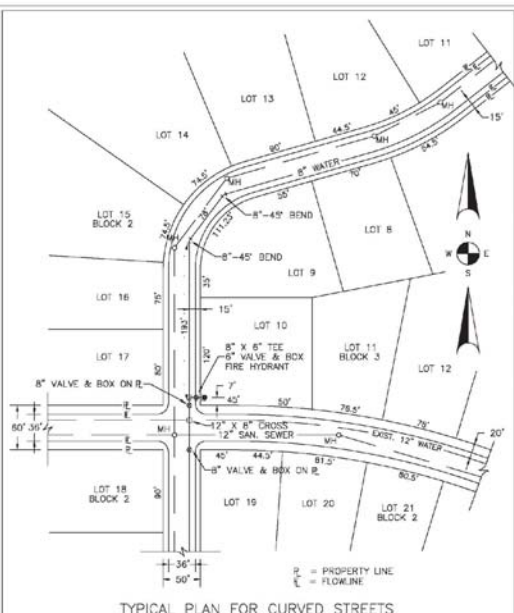 LOT 11
LOT 12
LOT 13
LOT 14
45'
44.5'
90'
MH
15'
MH
8" WATER
54.5'
70'
55'
74.5'
MH
76'
111.25'
8"-45° BEND
LOT 15
BLOCK 2
74.5'
MH
LOT 8
8"-45° BEND
LOT 9
N
W E
S
LOT 16
75'
35'
15'
193'
LOT 10
LOT 11
BLOCK 3
LOT 12
LOT 17
80'
120'
8" X 6" TEE
6" VALVE & BOX
FIRE HYDRANT
8" VALVE & BOX ON PL
7'
45'
50'
76.5'
75'
60'
36'
12" X 8" CROSS
MH
12" SAN. SEWER
MH
EXIST. 12" WATER
20'
45'
44.5'
81.5'
80.5'
8" VALVE & BOX ON PL
LOT 18
BLOCK 2
90'
LOT 19
LOT 20
LOT 21
BLOCK 2
36'
50'
PL = PROPERTY LINE
FL = FLOWLINE
TYPICAL PLAN FOR CURVED STREETS